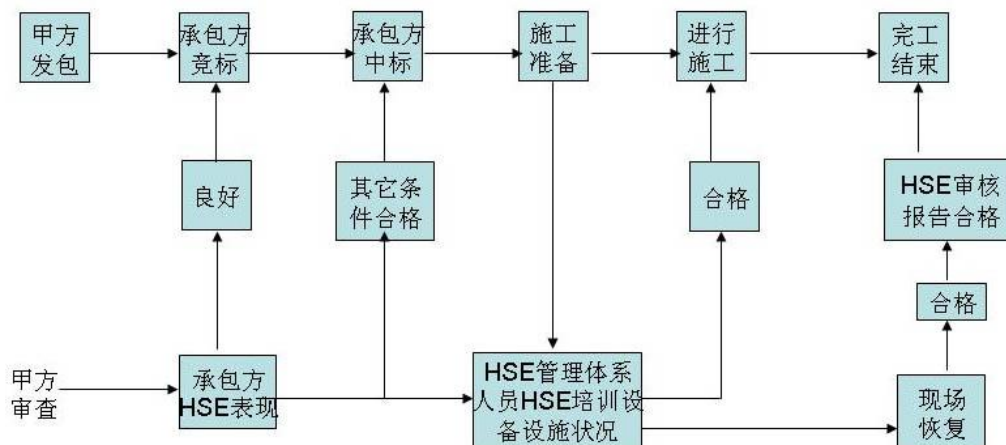 甲方
发包
承包方
竞标
承包方
中标
施工
准备
进行
施工
完工
结束
良好
其它条
件合格
合格
HSE审核
报告合格
合格
甲方
审查
承包方
HSE表现
HSE管理体系
人员HSE培训设
备设施状况
现场
恢复